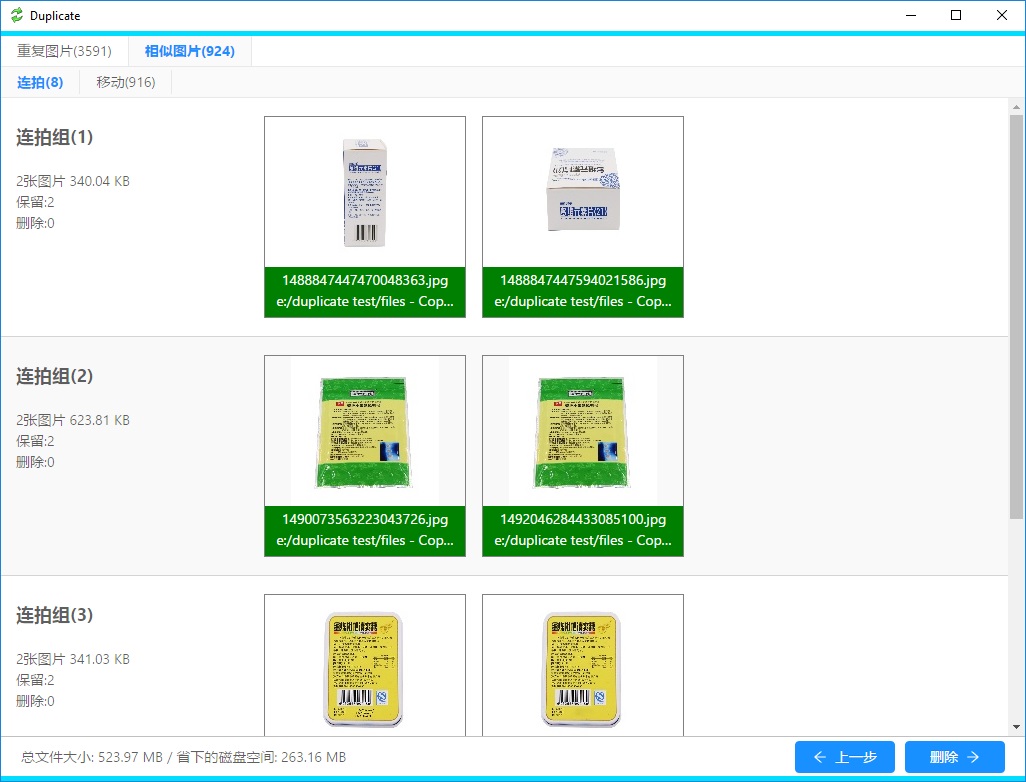 Duplicate
重复图片(3591) 相似图片(924)
连拍(8) 移动(916)
连拍组(1)
2张图片 340.04 KB
保留:2
删除:0
1488847447470048363.jpg
e:/duplicate test/files - Cop...
1488847447594021586.jpg
e:/duplicate test/files - Cop...
连拍组(2)
2张图片 623.81 KB
保留:2
删除:0
1490073563223043726.jpg
e:/duplicate test/files - Cop...
1492046284433085100.jpg
e:/duplicate test/files - Cop...
连拍组(3)
2张图片 341.03 KB
保留:2
删除:0
总文件大小: 523.97 MB / 省下的磁盘空间: 263.16 MB
上一步
删除